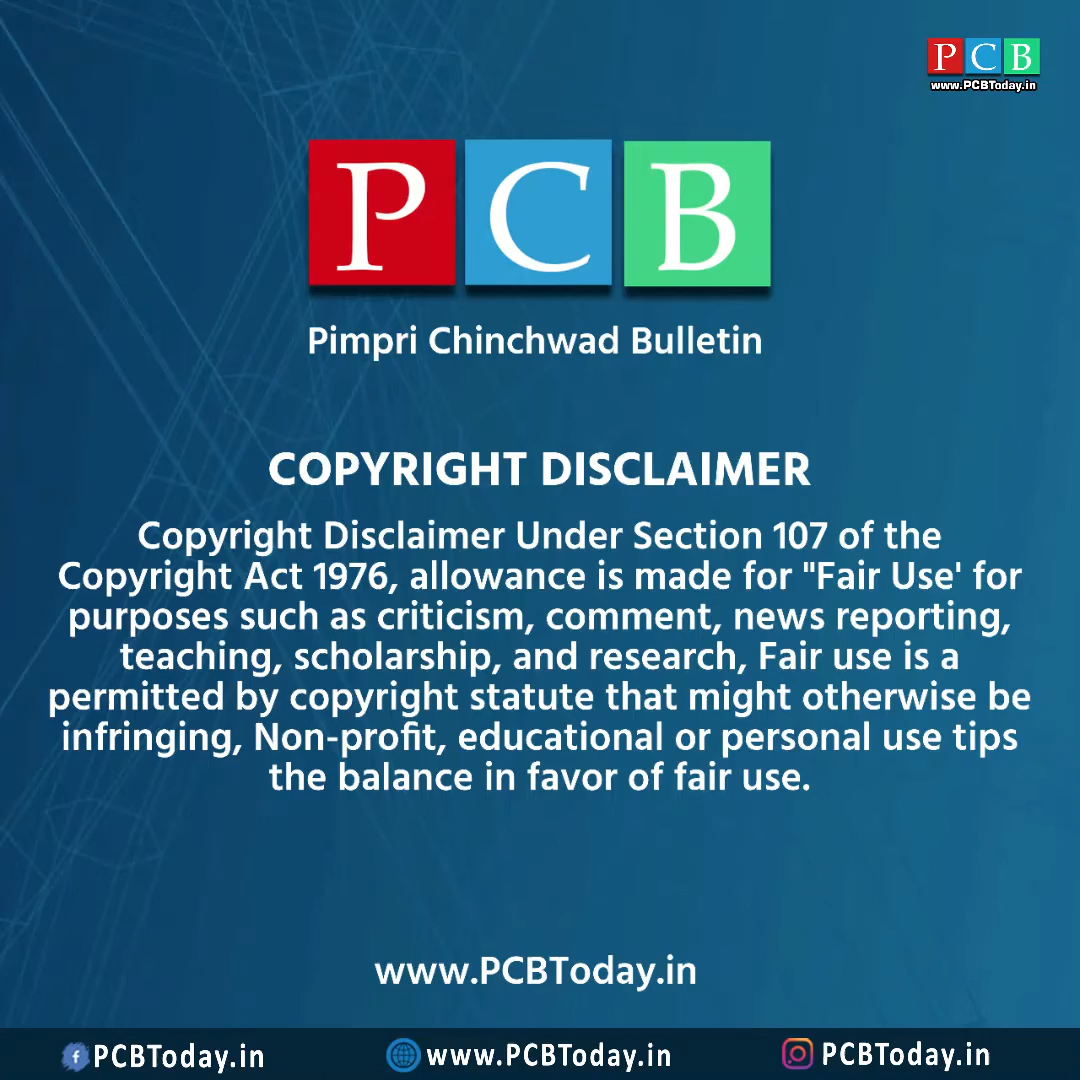 P C B
www.PCBToday.in
P C B
Pimpri Chinchwad Bulletin
COPYRIGHT DISCLAIMER
Copyright Disclaimer Under Section 107 of the
Copyright Act 1976, allowance is made for "Fair Use' for
purposes such as criticism, comment, news reporting,
teaching, scholarship, and research, Fair use is a
permitted by copyright statute that might otherwise be
infringing, Non-profit, educational or personal use tips
the balance in favor of fair use.
www.PCBToday.in
PCBToday.in www.PCBToday.in PCBToday.in